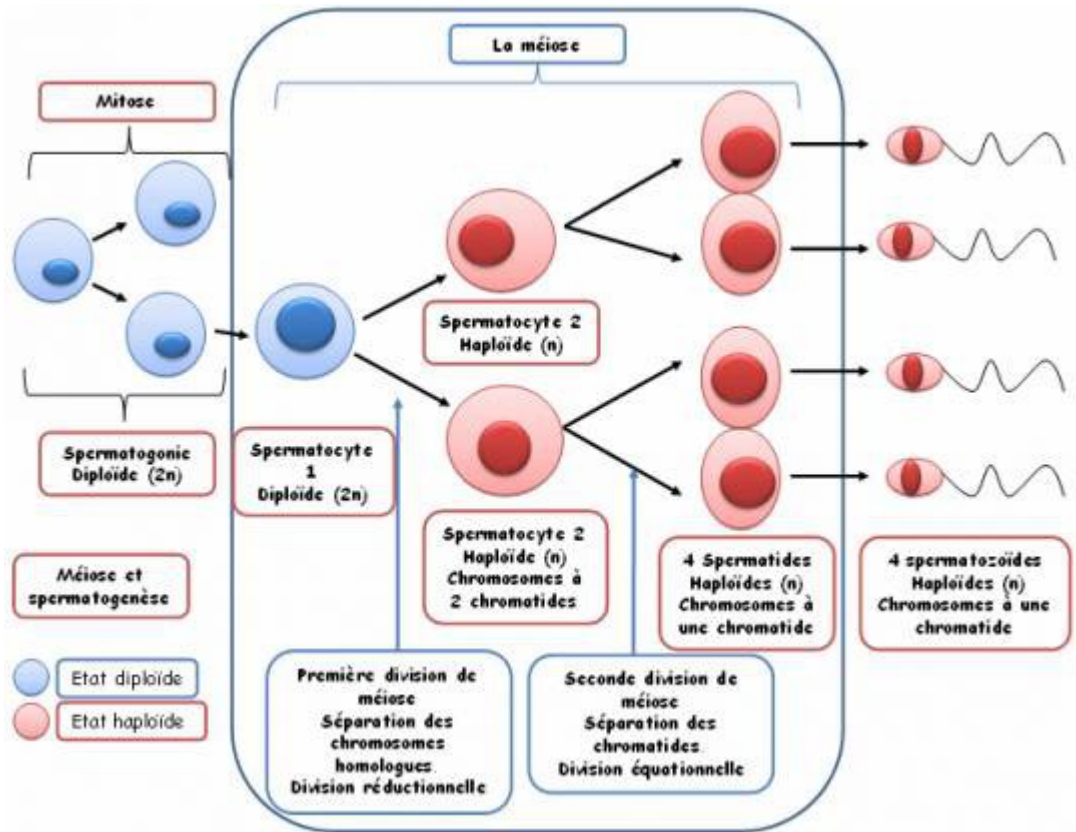 La méiose
Mitose
Spermatocyte 2
Haploïde (n)
Spermatogonie
Diploïde (2n)
Spermatocyte
1
Diploïde (2n)
Spermatocyte 2
Haploïde (n)
Chromosomes à
2 chromatides
4 Spermatides
Haploïdes (n)
Chromosomes à
une chromatide
4 spermatozoïdes
Haploïdes (n)
Chromosomes à une
chromatide
Méiose et
spermatogenèse
Etat diploïde
Etat haploïde
Première division de
méiose
Séparation des
chromosomes
homologues.
Division réductionnelle
Seconde division de
méiose
Séparation des
chromatides.
Division équationnelle